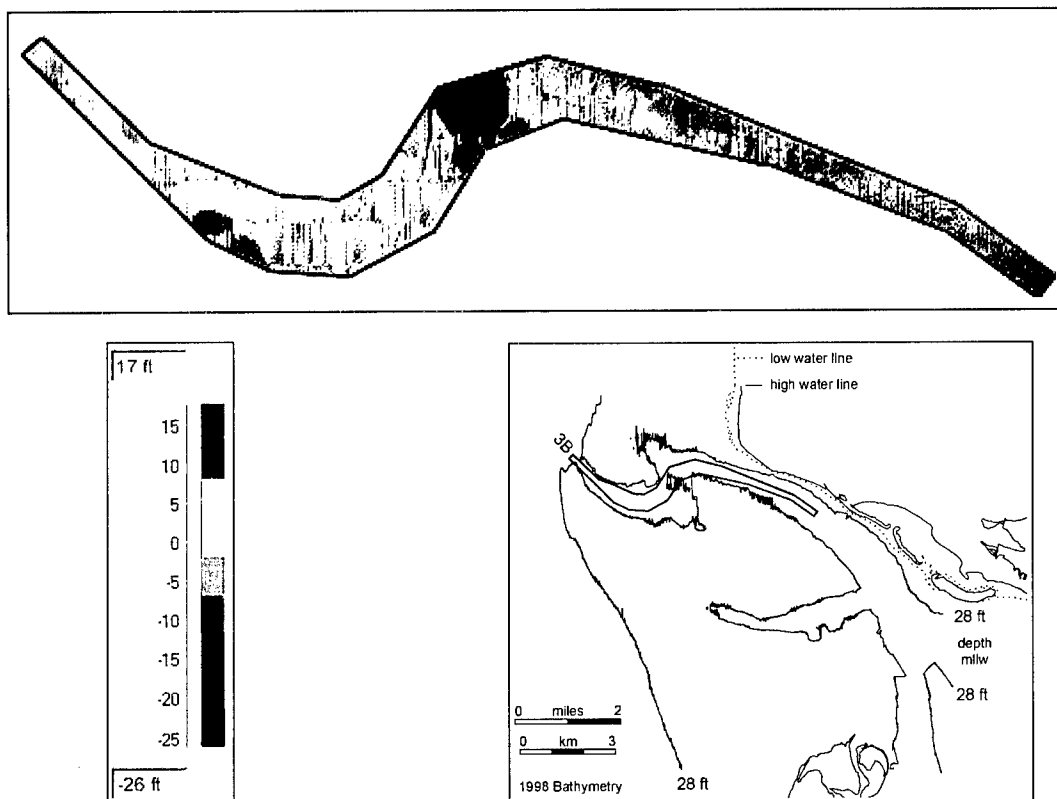 17 ft
15
10
5
0
-5
-10
-15
-20
-25
-26 ft
low water line
high water line
3B
28 ft
depth
mllw
28 ft
0 miles 2
0 km 3
1998 Bathymetry
28 ft